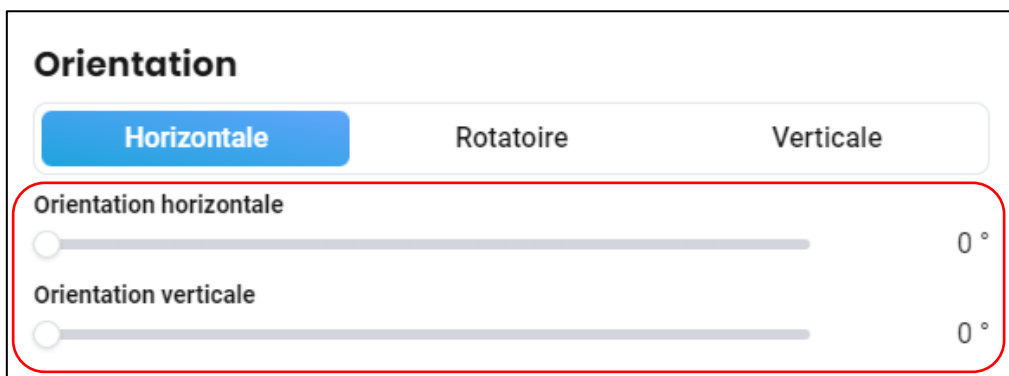 Orientation
Horizontale Rotatoire Verticale
Orientation horizontale
0 °
Orientation verticale
0 °